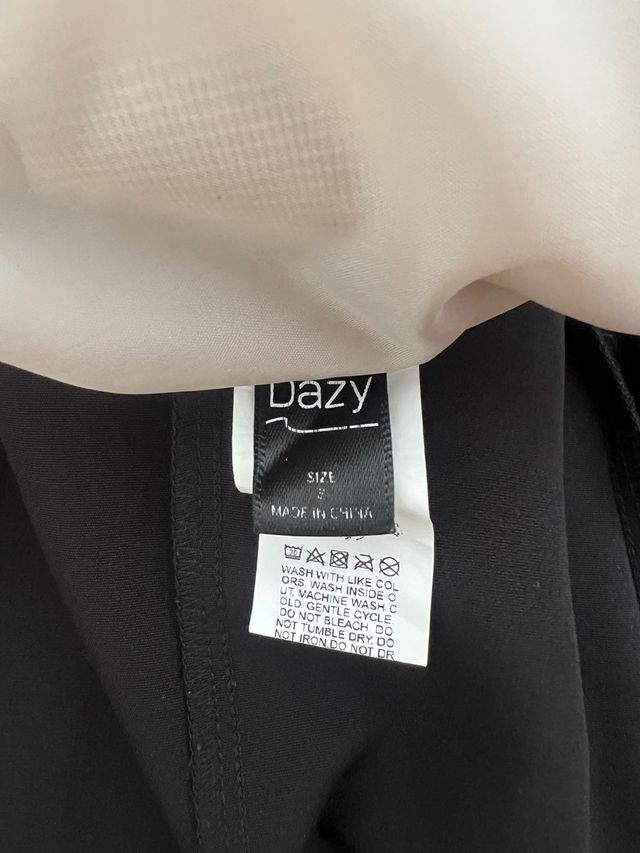 Dazy
SIZE
MADE IN CHINA
WASH WITH LIKE COL
ORS. WASH INSIDE O
UT. MACHINE WASH C
OLD. GENTLE CYCLE.
DO NOT BLEACH. DO
NOT TUMBLE DRY. DO
NOT IRON.DO NOT DR